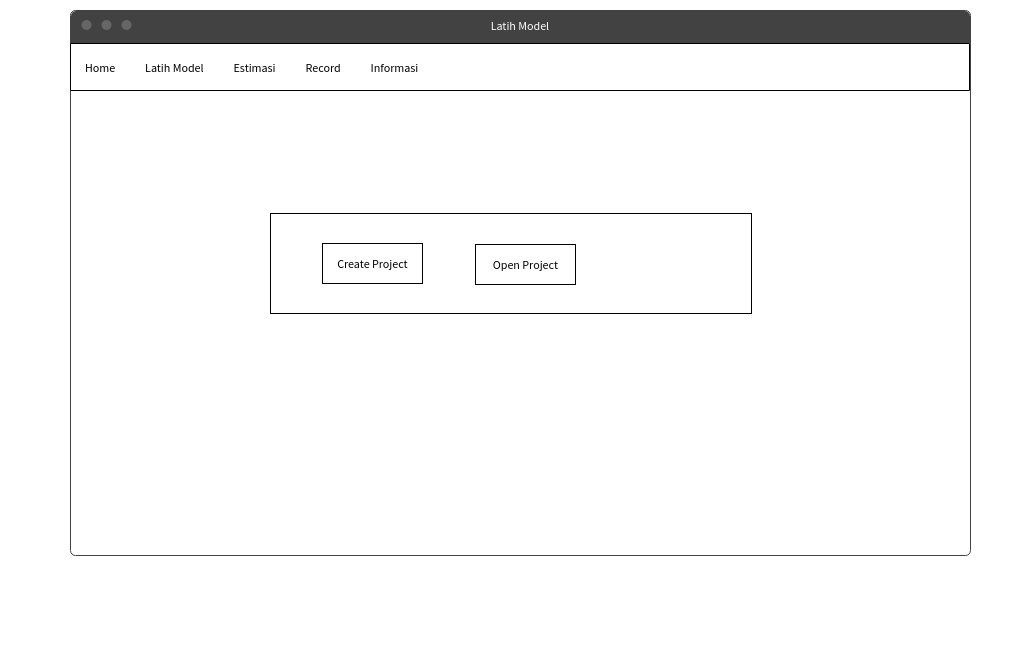 Latih Model
Home Latih Model Estimasi Record Informasi
Create Project Open Project